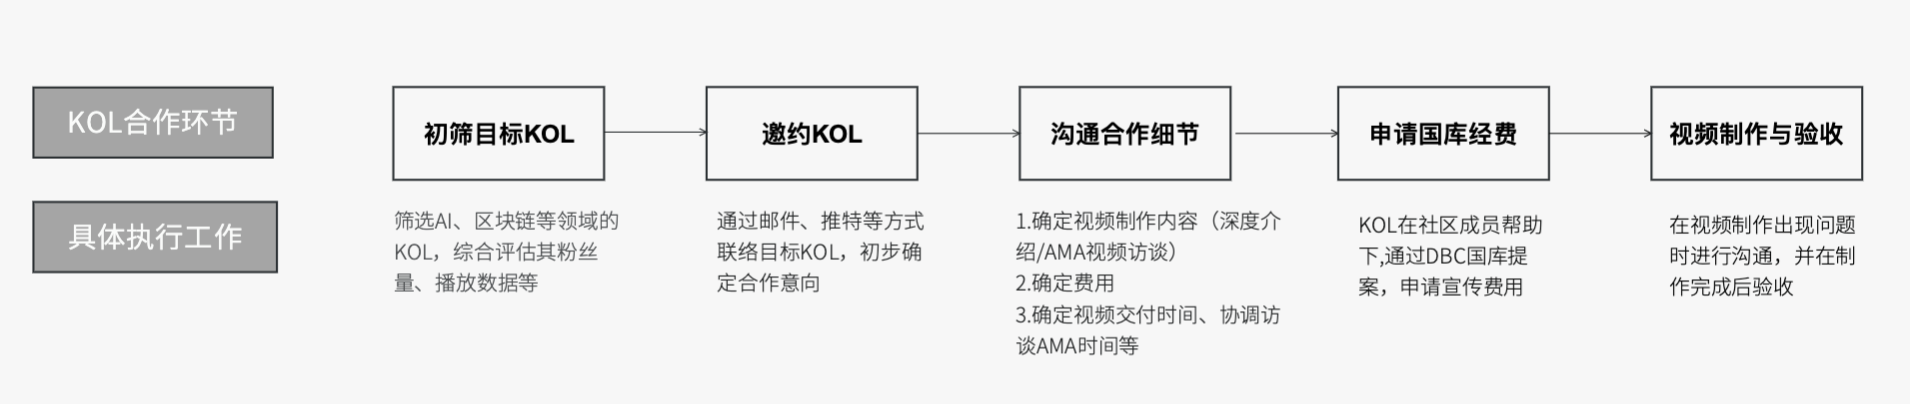 KOL合作环节
初筛目标KOL
邀约KOL
沟通合作细节
申请国库经费
视频制作与验收
具体执行工作
筛选AI、区块链等领域的
KOL，综合评估其粉丝
量、播放数据等
通过邮件、推特等方式
联络目标KOL，初步确
定合作意向
1.确定视频制作内容（深度介
绍/AMA视频访谈）
2.确定费用
3.确定视频交付时间、协调访
谈AMA时间等
KOL在社区成员帮助
下,通过DBC国库提
案，申请宣传费用
在视频制作出现问题
时进行沟通，并在制
作完成后验收